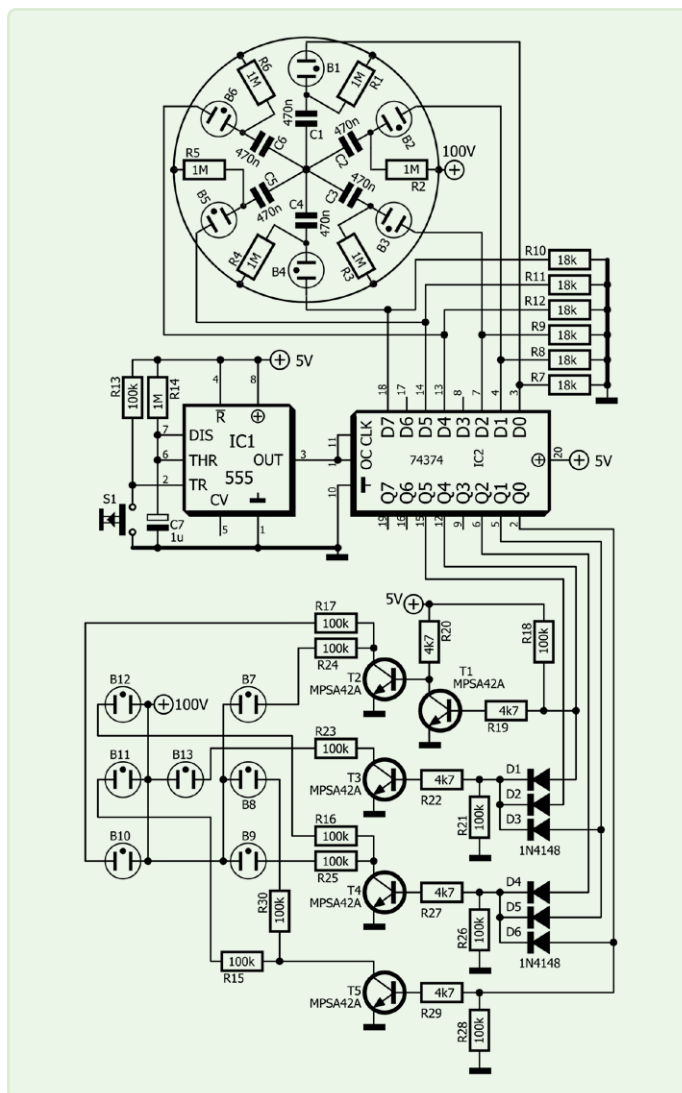 B1
R6
1M
R1
1M
B6
B2
470n
C1
C6
470n
C2
470n
R5
1M
1M
R2
100V
C5
470n
C3
470n
B5
C4
470n
B3
R4
1M
R3
1M
B4
R10
18k
R11
18k
R12
18k
R9
18k
R8
18k
R7
18k
5V
R13
100k
R14
1M
4
8
R
7
DIS
IC1
6
THR
OUT
3
555
2
TR
CV
5
1
S1
C7
1u
18
17
14
13
8
7
4
3
D7
D6
D5
D4
D3
D2
D1
D0
11
1
10
OC CLK
74374
IC2
20
5V
Q7
Q6
Q5
Q4
Q3
Q2
Q1
Q0
19
16
15
12
9
6
5
2
5V
R17
100k
R20
4k7
R18
100k
R24
100k
T2
MPSA42A
T1
MPSA42A
R19
4k7
B12
B7
100V
R23
100k
B11
B13
B8
T3
MPSA42A
R22
4k7
R21
100k
D1
D2
D3
1N4148
R16
100k
B10
B9
R25
100k
T4
MPSA42A
R27
4k7
R26
100k
D4
D5
D6
1N4148
R30
100k
R15
100k
T5
MPSA42A
R29
4k7
R28
100k